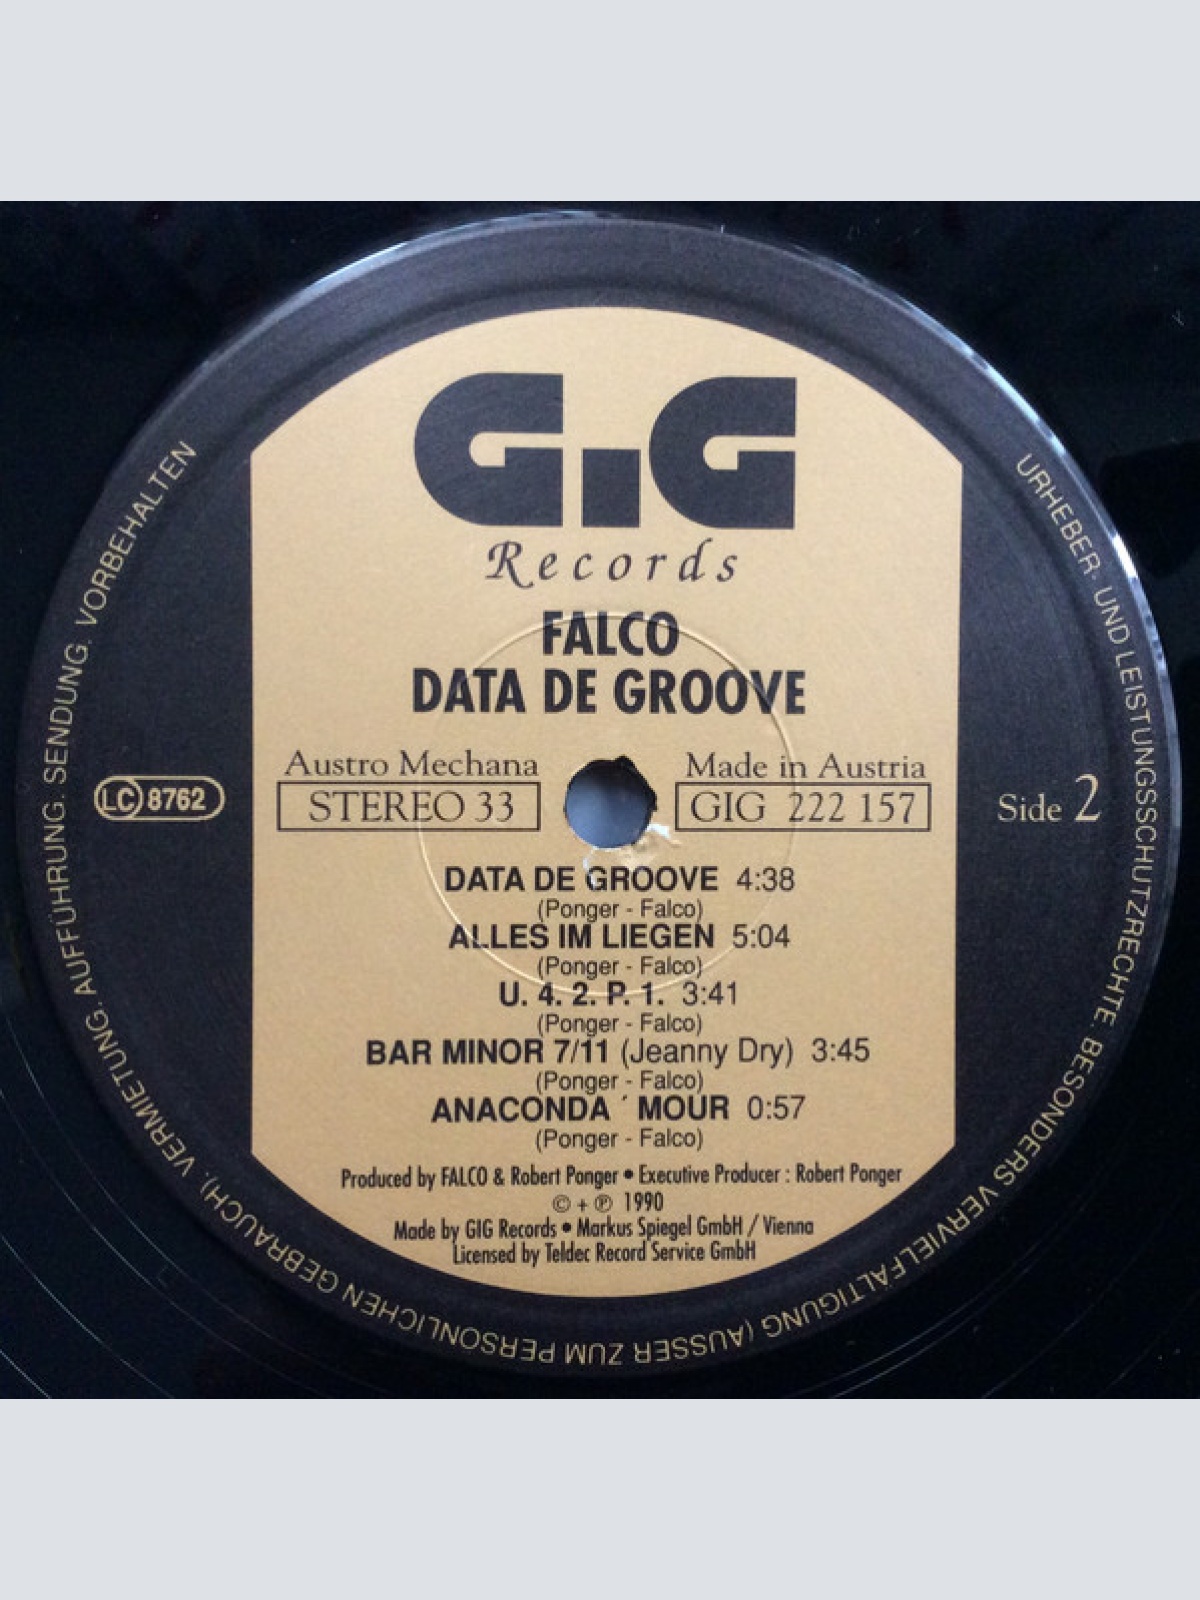 G.I.G
Records
FALCO
DATA DE GROOVE
Austro Mechana
STEREO 33
Made in Austria
GIG 222 157
LC 8762
Side 2
DATA DE GROOVE 4:38
(Ponger - Falco)
ALLES IM LIEGEN 5:04
(Ponger - Falco)
U. 4. 2. P. 1. 3:41
(Ponger - Falco)
BAR MINOR 7/11 (Jeanny Dry) 3:45
(Ponger - Falco)
ANACONDA ´ MOUR 0:57
(Ponger - Falco)
Produced by FALCO & Robert Ponger • Executive Producer : Robert Ponger
© + ℗ 1990
Made by GIG Records • Markus Spiegel GmbH / Vienna
Licensed by Teldec Record Service GmbH
URHEBER- UND LEISTUNGSSCHUTZRECHTE. BESONDERS VERVIELFÄLTIGUNG (AUSSER ZUM PERSONLICHEN GEBRAUCH). VERMIETUNG. AUFFÜHRUNG. SENDUNG. VORBEHALTEN